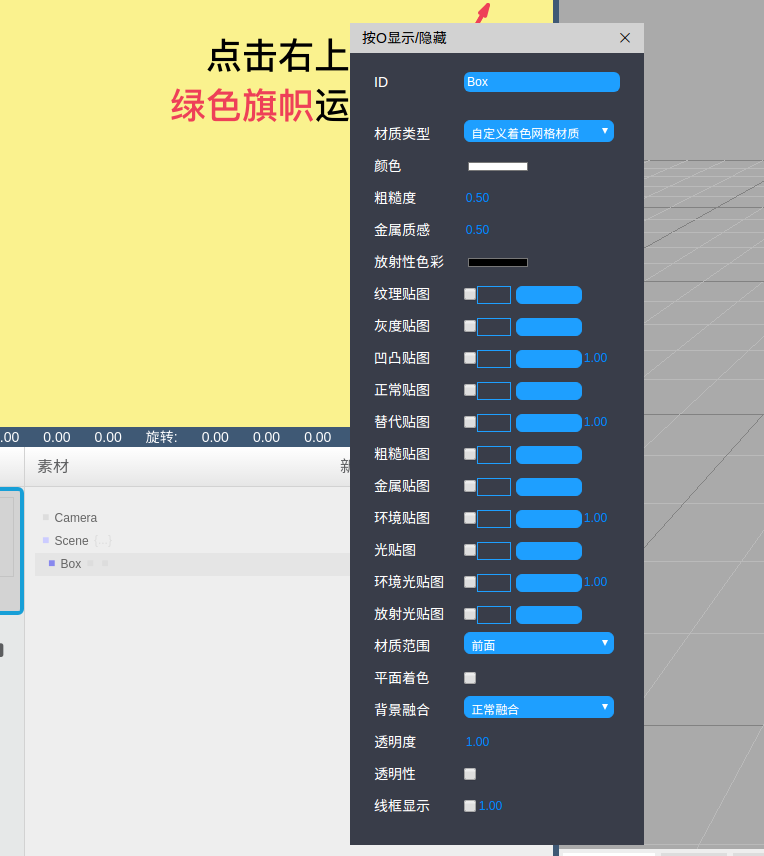 点击右上
绿色旗帜运
.00 0.00 0.00 旋转: 0.00 0.00 0.00
素材 新
Camera
Scene (...)
Box
按O显示/隐藏 ×
ID Box
材质类型 自定义着色网格材质
颜色
粗糙度 0.50
金属质感 0.50
放射性色彩
纹理贴图
灰度贴图
凹凸贴图 1.00
正常贴图
替代贴图 1.00
粗糙贴图
金属贴图
环境贴图 1.00
光贴图
环境光贴图 1.00
放射光贴图
材质范围 前面
平面着色
背景融合 正常融合
透明度 1.00
透明性
线框显示 1.00